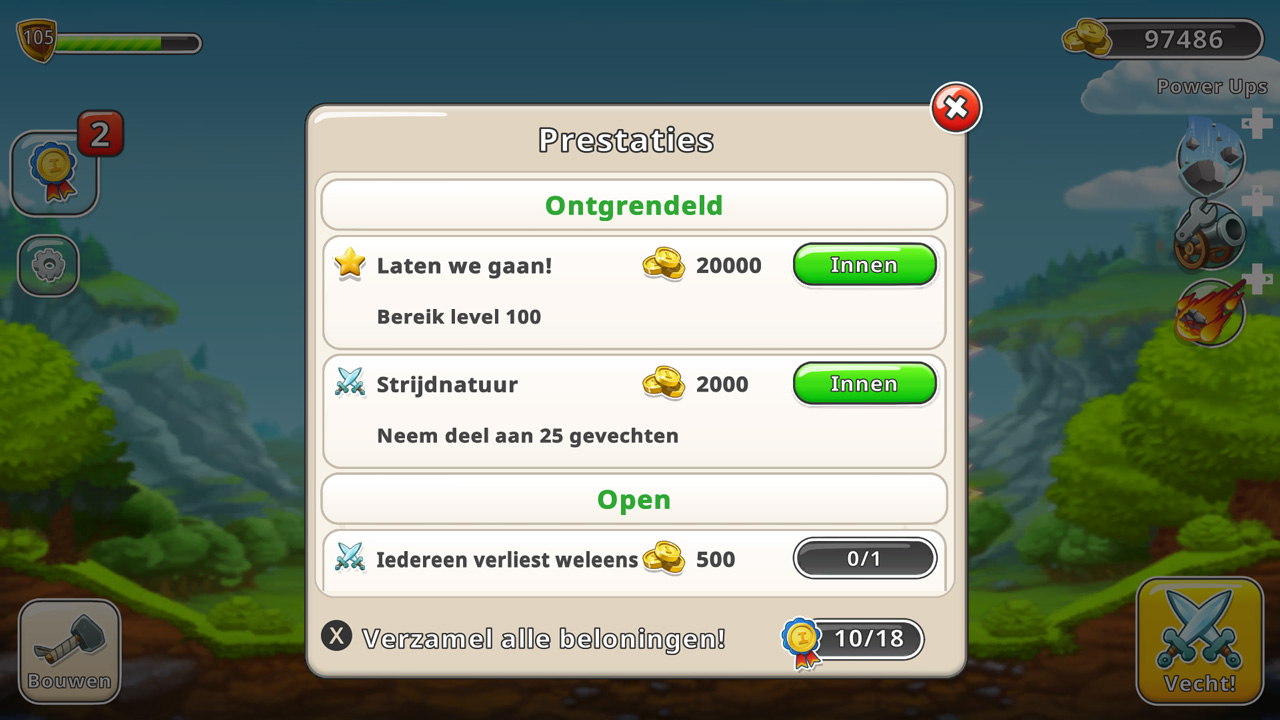 105
97486
Power Ups
2
Prestaties
Ontgrendeld
Laten we gaan! 20000 Innen
Bereik level 100
Strijdnatuur 2000 Innen
Neem deel aan 25 gevechten
Open
Iedereen verliest weleens 500 0/1
X Verzamel alle beloningen! 10/18
Bouwen
Vecht!